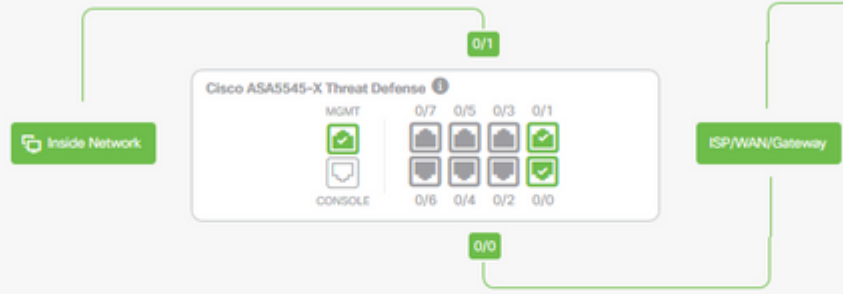 0/1
Cisco ASA5545-X Threat Defense
MGMT 0/7 0/5 0/3 0/1
Inside Network
ISP/WAN/Gateway
CONSOLE 0/6 0/4 0/2 0/0
0/0